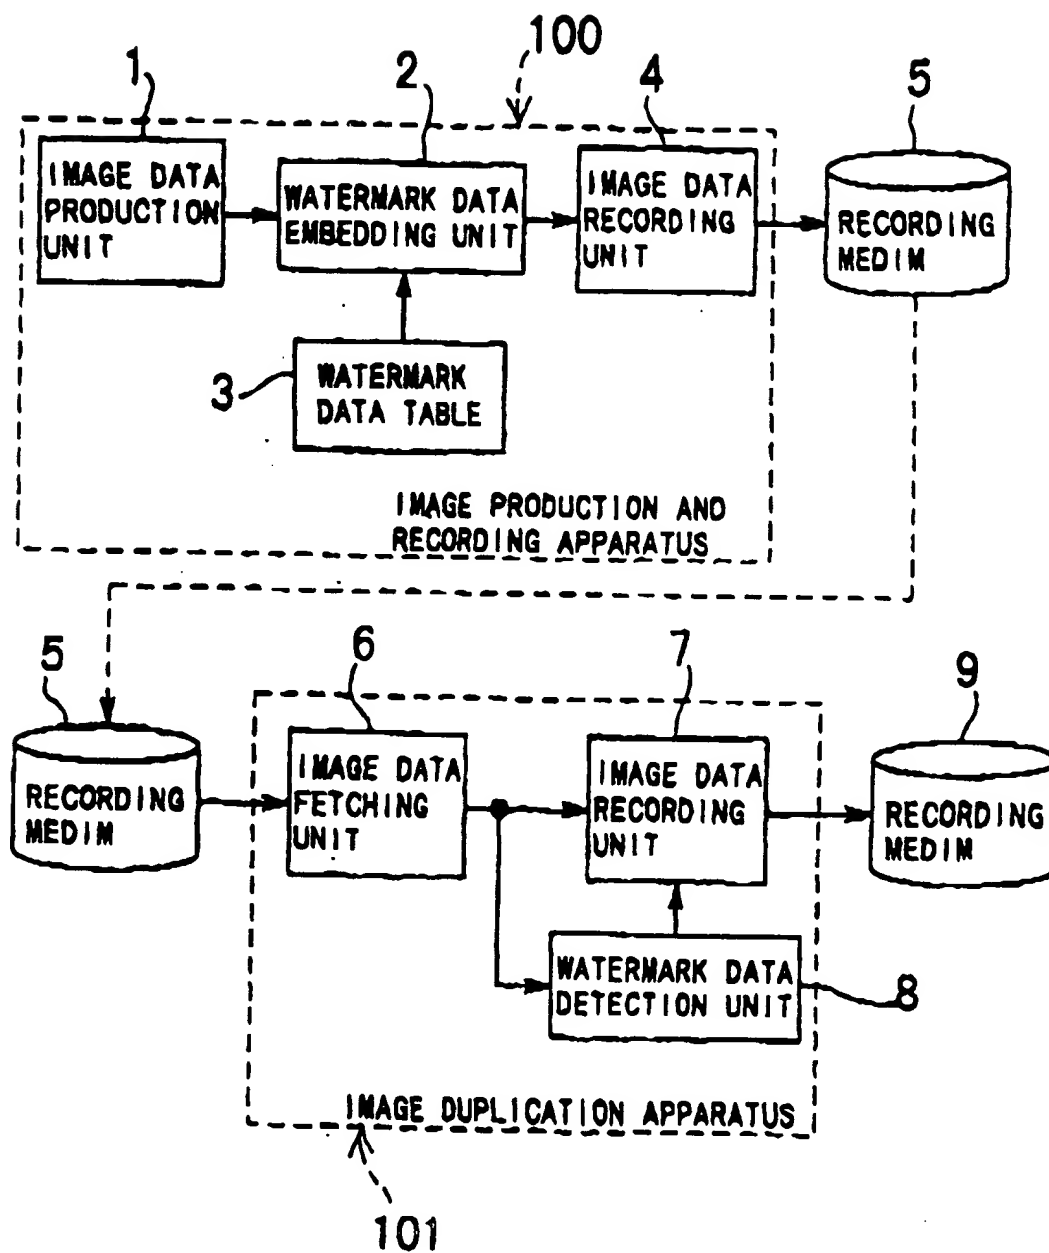 100
1
2
4
5
IMAGE DATA
PRODUCTION
UNIT
WATERMARK DATA
EMBEDDING UNIT
IMAGE DATA
RECORDING
UNIT
RECORDING
MEDIM
3
WATERMARK
DATA TABLE
IMAGE PRODUCTION AND
RECORDING APPARATUS
5
6
7
9
RECORDING
MEDIM
IMAGE DATA
FETCHING
UNIT
IMAGE DATA
RECORDING
UNIT
RECORDING
MEDIM
WATERMARK DATA
DETECTION UNIT
8
IMAGE DUPLICATION APPARATUS
101